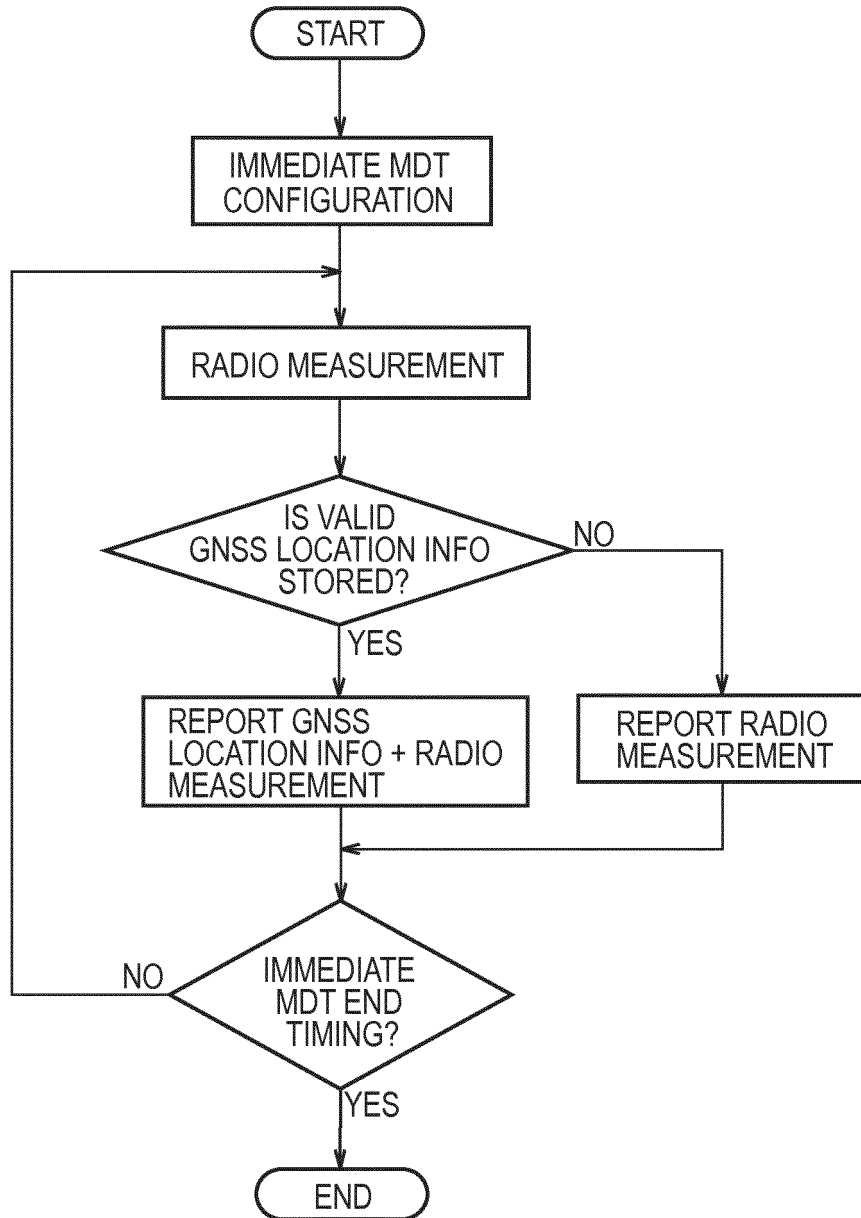 START
IMMEDIATE MDT
CONFIGURATION
RADIO MEASUREMENT
IS VALID
GNSS LOCATION INFO
STORED?
NO
YES
REPORT GNSS
LOCATION INFO + RADIO
MEASUREMENT
REPORT RADIO
MEASUREMENT
NO
IMMEDIATE
MDT END
TIMING?
YES
END